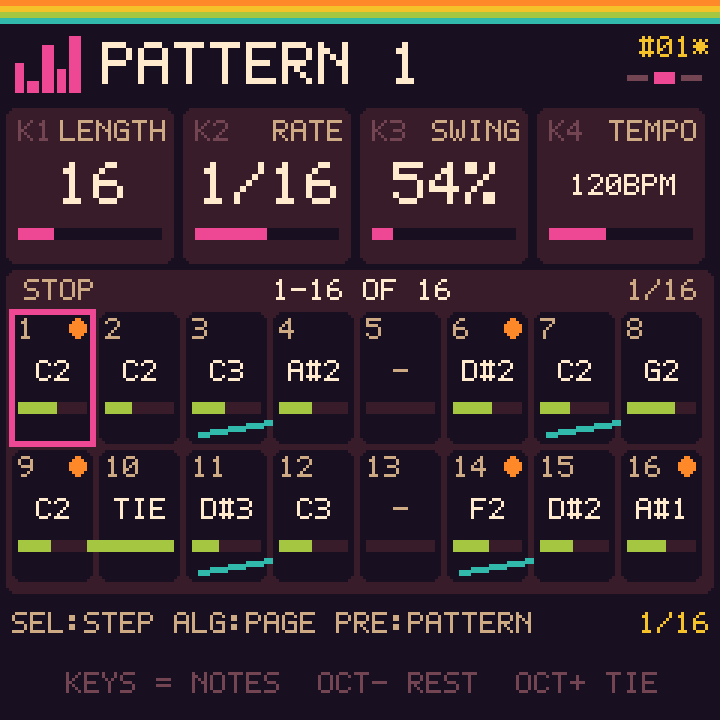 PATTERN 1 #01*
K1 LENGTH K2 RATE K3 SWING K4 TEMPO
16 1/16 54% 120BPM
STOP 1-16 OF 16 1/16
1 2 3 4 5 6 7 8
C2 C2 C3 A#2 - D#2 C2 G2
9 10 11 12 13 14 15 16
C2 TIE D#3 C3 - F2 D#2 A#1
SEL:STEP ALG:PAGE PRE:PATTERN 1/16
KEYS = NOTES OCT- REST OCT+ TIE